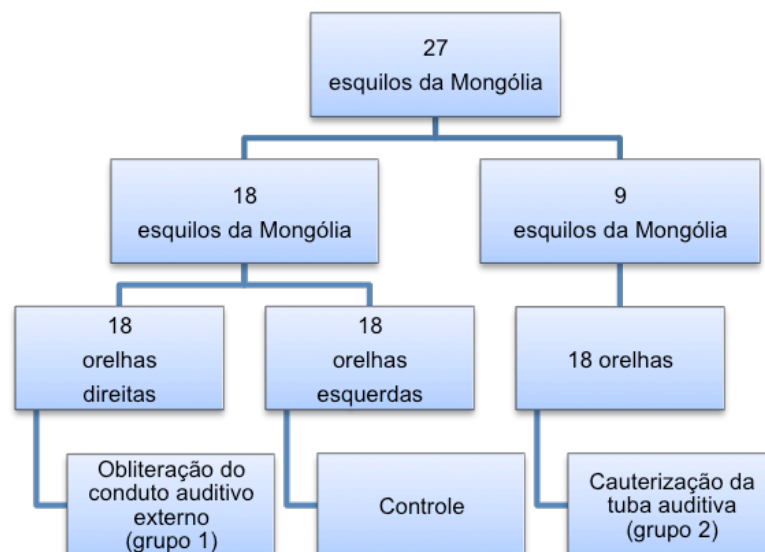 27
esquilos da Mongólia
18
esquilos da Mongólia
9
esquilos da Mongólia
18
orelhas
direitas
18
orelhas
esquerdas
18 orelhas
Obliteração do
conduto auditivo
externo
(grupo 1)
Controle
Cauterização da
tuba auditiva
(grupo 2)